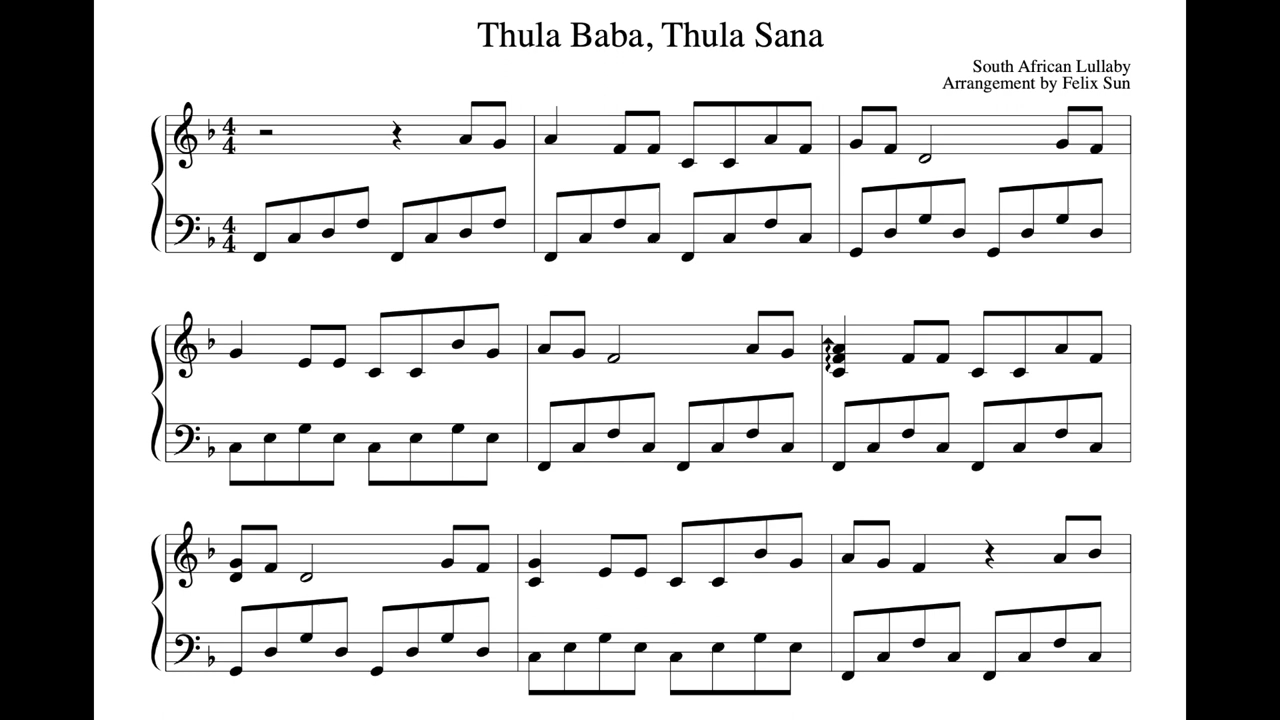 Thula Baba, Thula Sana
South African Lullaby
Arrangement by Felix Sun